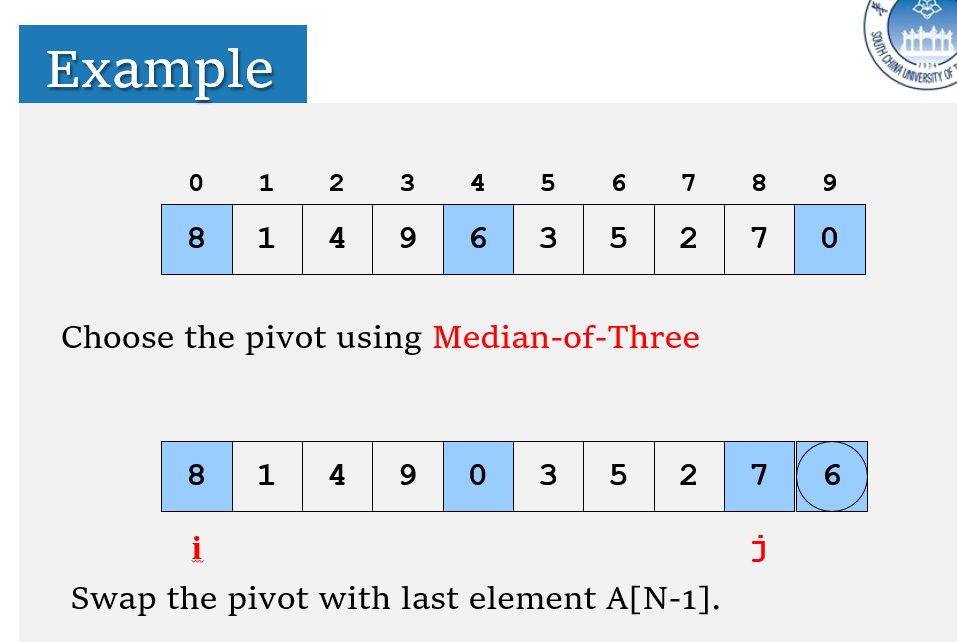 Example
SOUTH CHINA UNIVERSITY OF
1934
0 1 2 3 4 5 6 7 8 9
8 1 4 9 6 3 5 2 7 0
Choose the pivot using Median-of-Three
8 1 4 9 0 3 5 2 7 6
i j
Swap the pivot with last element A[N-1].